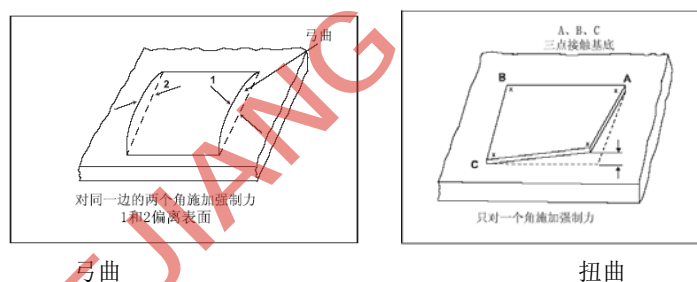 弓曲
2
1
对同一边的两个角施加强制力
1和2偏离表面
弓曲
A、B、C
三点接触基底
B
A
x
x
x
x
C
只对一个角施加强制力
扭曲
JIANG